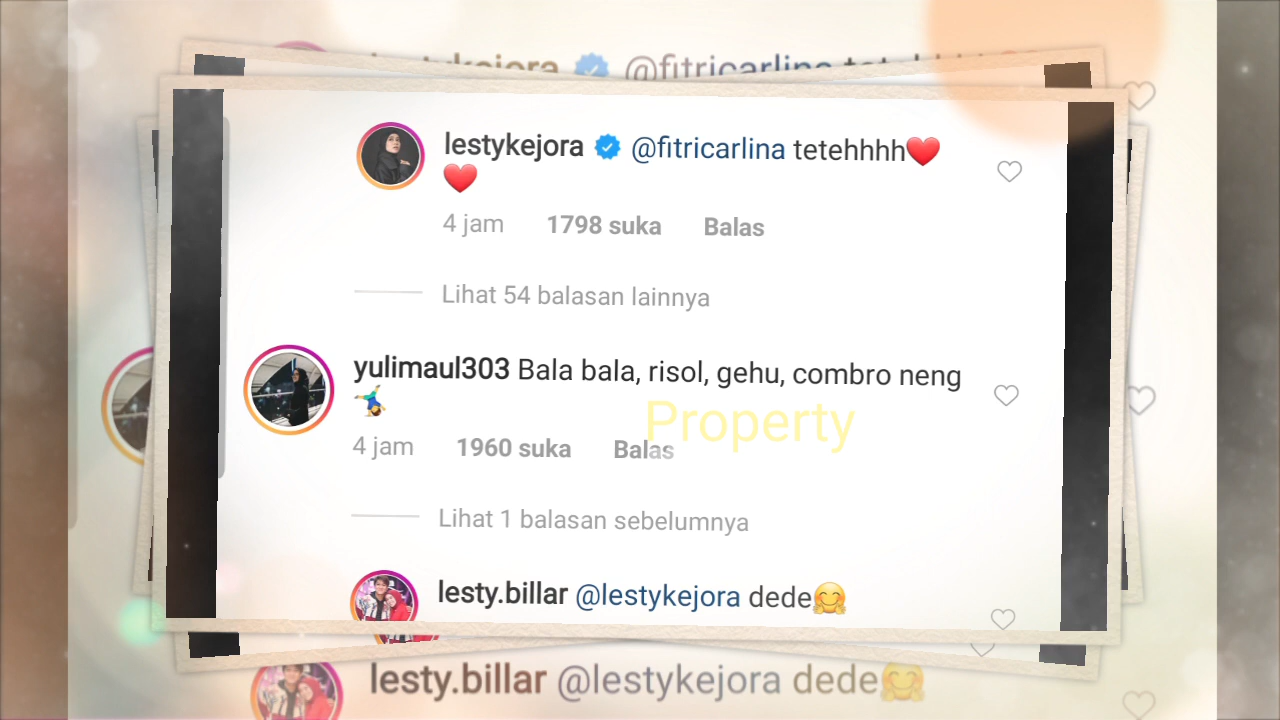 lestykejora @fitricarlina tetehhhh❤️
❤️
4 jam 1798 suka Balas
Lihat 54 balasan lainnya
yulimaul303 Bala bala, risol, gehu, combro neng
🤸‍♂️
Property
4 jam 1960 suka Balas
Lihat 1 balasan sebelumnya
lesty.billar @lestykejora dede🤗
lesty.billar @lestykejora dede🤗